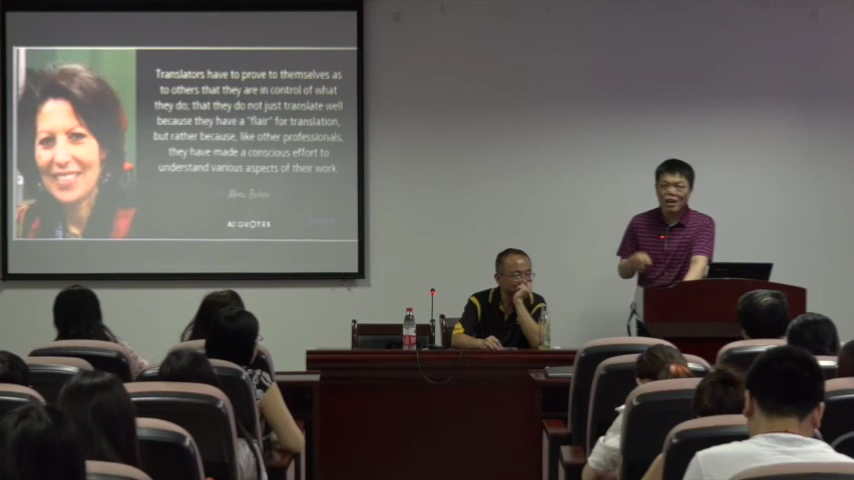 Translators have to prove to themselves as
to others that they are in control of what
they do; that they do not just translate well
because they have a "flair" for translation,
but rather because, like other professionals,
they have made a conscious effort to
understand various aspects of their work.
Mona Baker
AZ QUOTES